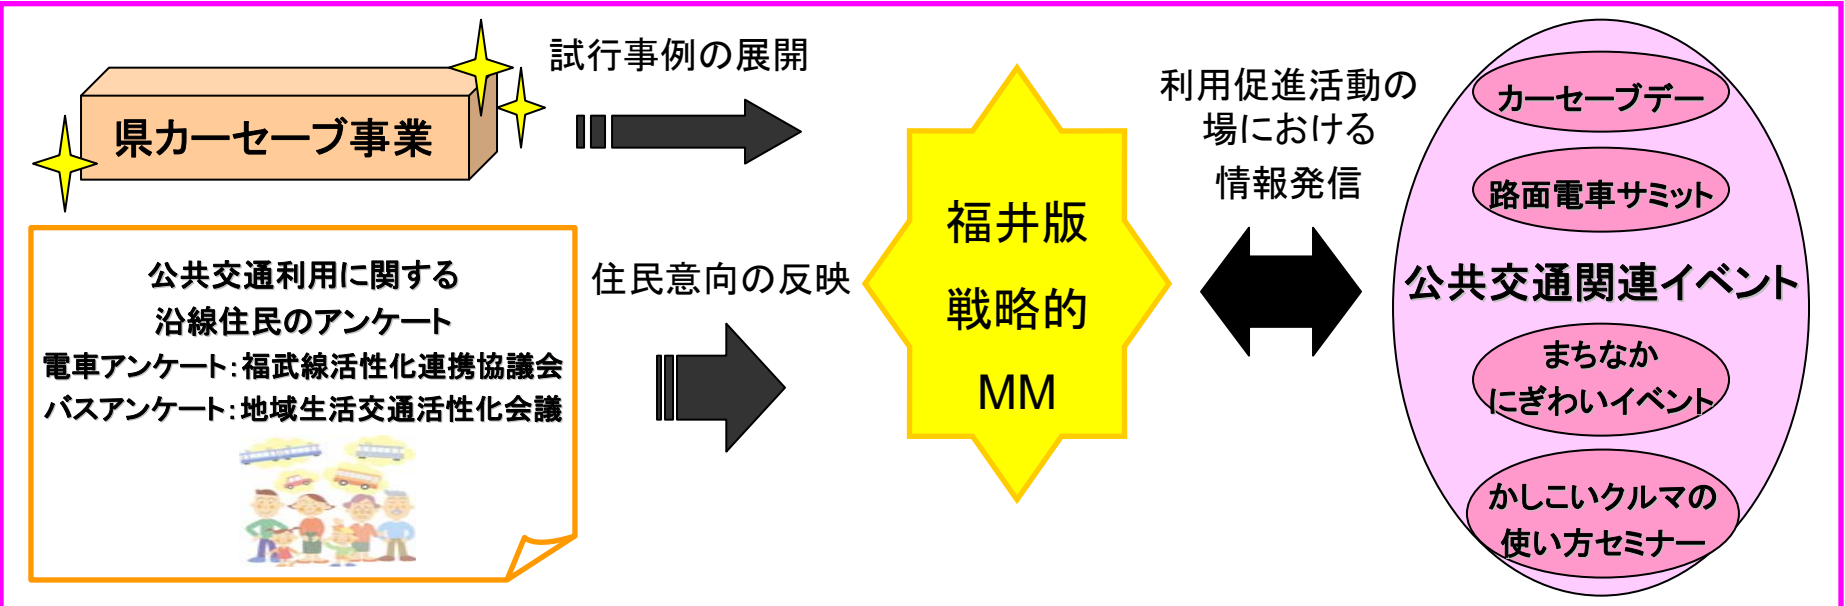 県カーセーブ事業
試行事例の展開
公共交通利用に関する
沿線住民のアンケート
電車アンケート：福武線活性化連携協議会
バスアンケート：地域生活交通活性化会議
住民意向の反映
福井版
戦略的
MM
利用促進活動の
場における
情報発信
カーセーブデー
路面電車サミット
公共交通関連イベント
まちなか
にぎわいイベント
かしこいクルマの
使い方セミナー